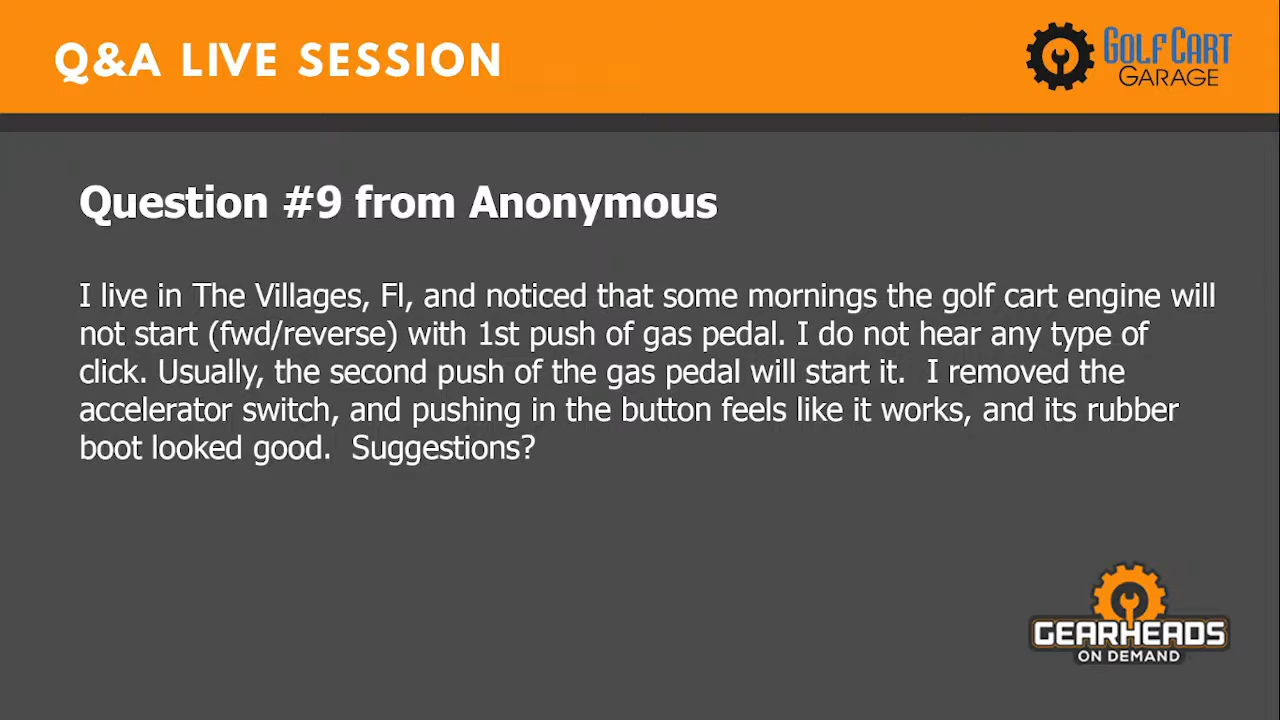 Q&A LIVE SESSION
GOLF CART
GARAGE
Question #9 from Anonymous
I live in The Villages, Fl, and noticed that some mornings the golf cart engine will
not start (fwd/reverse) with 1st push of gas pedal. I do not hear any type of
click. Usually, the second push of the gas pedal will start it.  I removed the
accelerator switch, and pushing in the button feels like it works, and its rubber
boot looked good.  Suggestions?
GEARHEADS
ON DEMAND